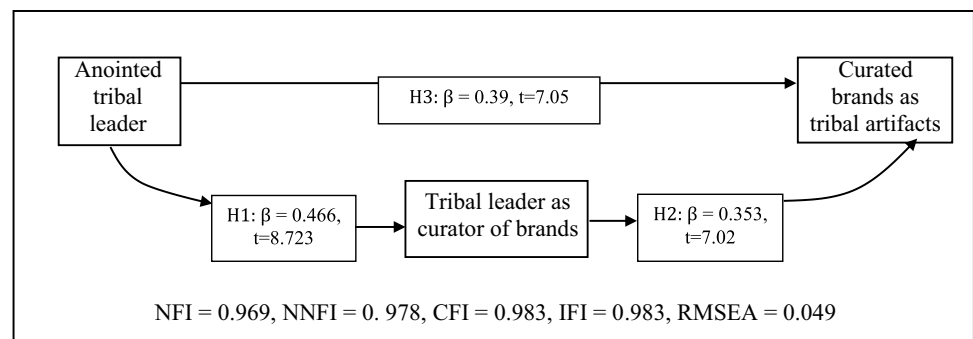 Anointed
tribal
leader
H3: β = 0.39, t=7.05
Curated
brands as
tribal artifacts
H1: β = 0.466,
t=8.723
Tribal leader as
curator of brands
H2: β = 0.353,
t=7.02
NFI = 0.969, NNFI = 0. 978, CFI = 0.983, IFI = 0.983, RMSEA = 0.049